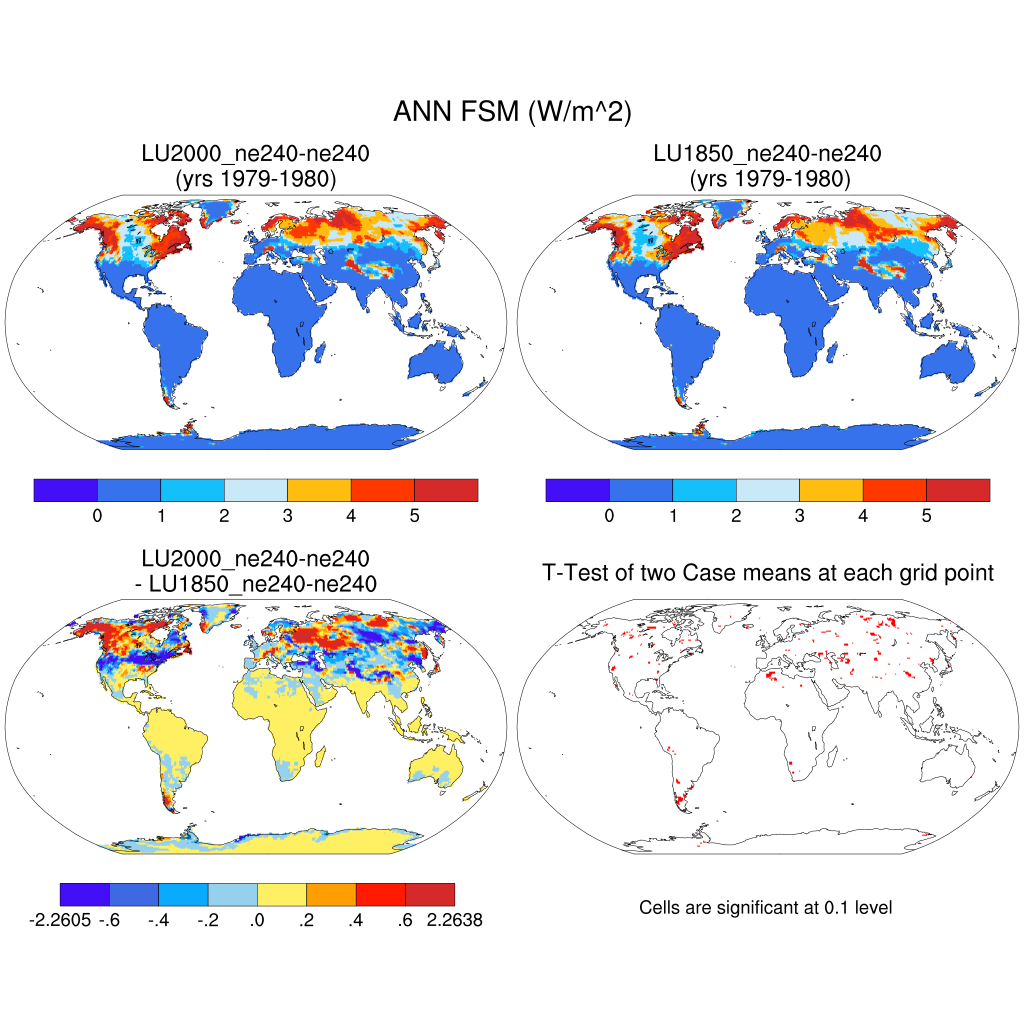 ANN FSM (W/m^2)
LU2000_ne240-ne240
(yrs 1979-1980)
LU1850_ne240-ne240
(yrs 1979-1980)
0 1 2 3 4 5
0 1 2 3 4 5
LU2000_ne240-ne240
- LU1850_ne240-ne240
T-Test of two Case means at each grid point
-2.2605 -.6 -.4 -.2 .0 .2 .4 .6 2.2638
Cells are significant at 0.1 level